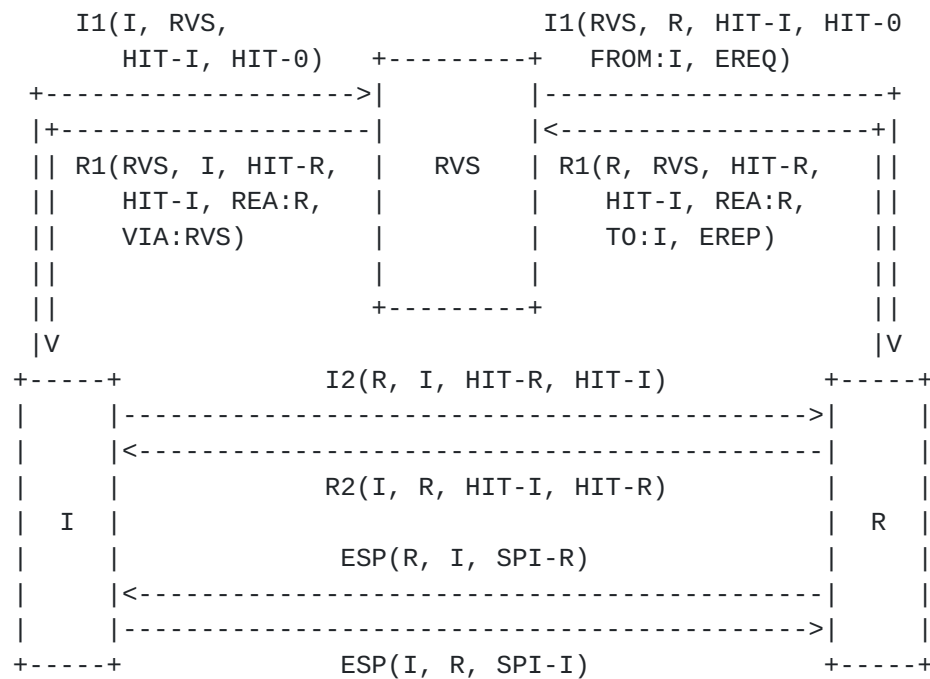 I1(I, RVS,                     I1(RVS, R, HIT-I, HIT-0
   HIT-I, HIT-0)   +---------+   FROM:I, EREQ)
 +--------------------->|         |----------------------+
 |+--------------------|         |<--------------------+|
 || R1(RVS, I, HIT-R,  |   RVS   | R1(R, RVS, HIT-R,   ||
 ||    HIT-I, REA:R,   |         |    HIT-I, REA:R,    ||
 ||    VIA:RVS)        |         |    TO:I, EREP)      ||
 ||                    |         |                     ||
 ||                    +---------+                     ||
 |V                                                    |V
+-----+             I2(R, I, HIT-R, HIT-I)          +-----+
|     |-------------------------------------------->|     |
|     |<--------------------------------------------|     |
|     |             R2(I, R, HIT-I, HIT-R)          |     |
|  I  |                                             |  R  |
|     |              ESP(R, I, SPI-R)               |     |
|     |<--------------------------------------------|     |
|     |-------------------------------------------->|     |
+-----+              ESP(I, R, SPI-I)               +-----+